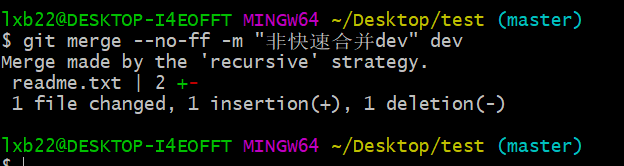 lxb22@DESKTOP-I4EOFFT MINGW64 ~/Desktop/test (master)
$ git merge --no-ff -m "非快速合并dev" dev
Merge made by the 'recursive' strategy.
 readme.txt | 2 +-
 1 file changed, 1 insertion(+), 1 deletion(-)
lxb22@DESKTOP-I4EOFFT MINGW64 ~/Desktop/test (master)
$